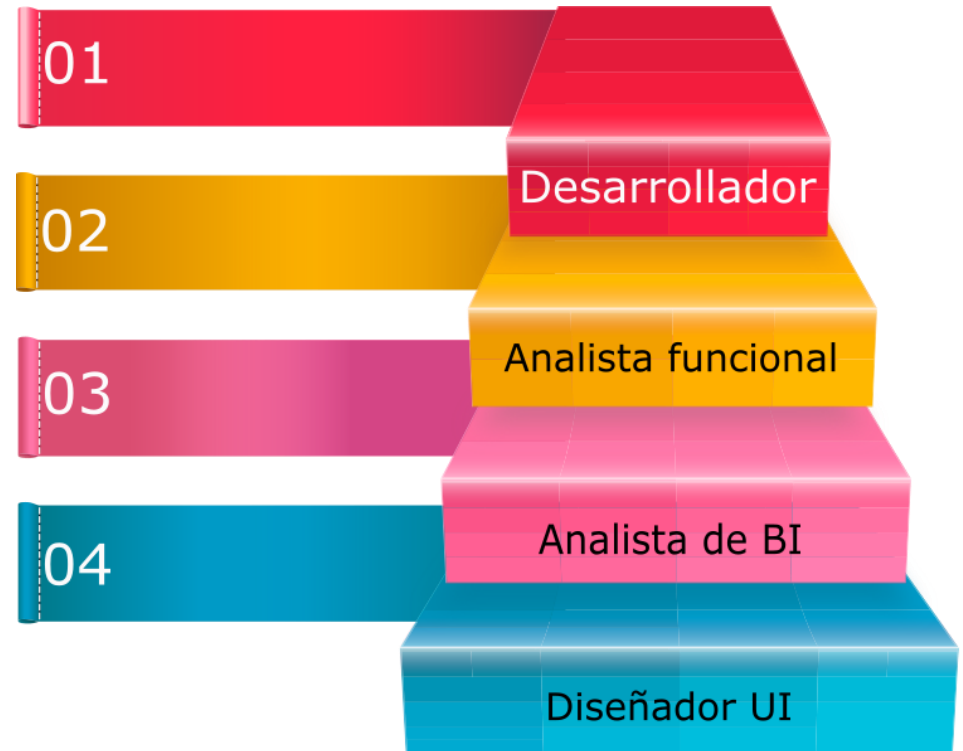 01
Desarrollador
02
Analista funcional
03
Analista de BI
04
Diseñador UI